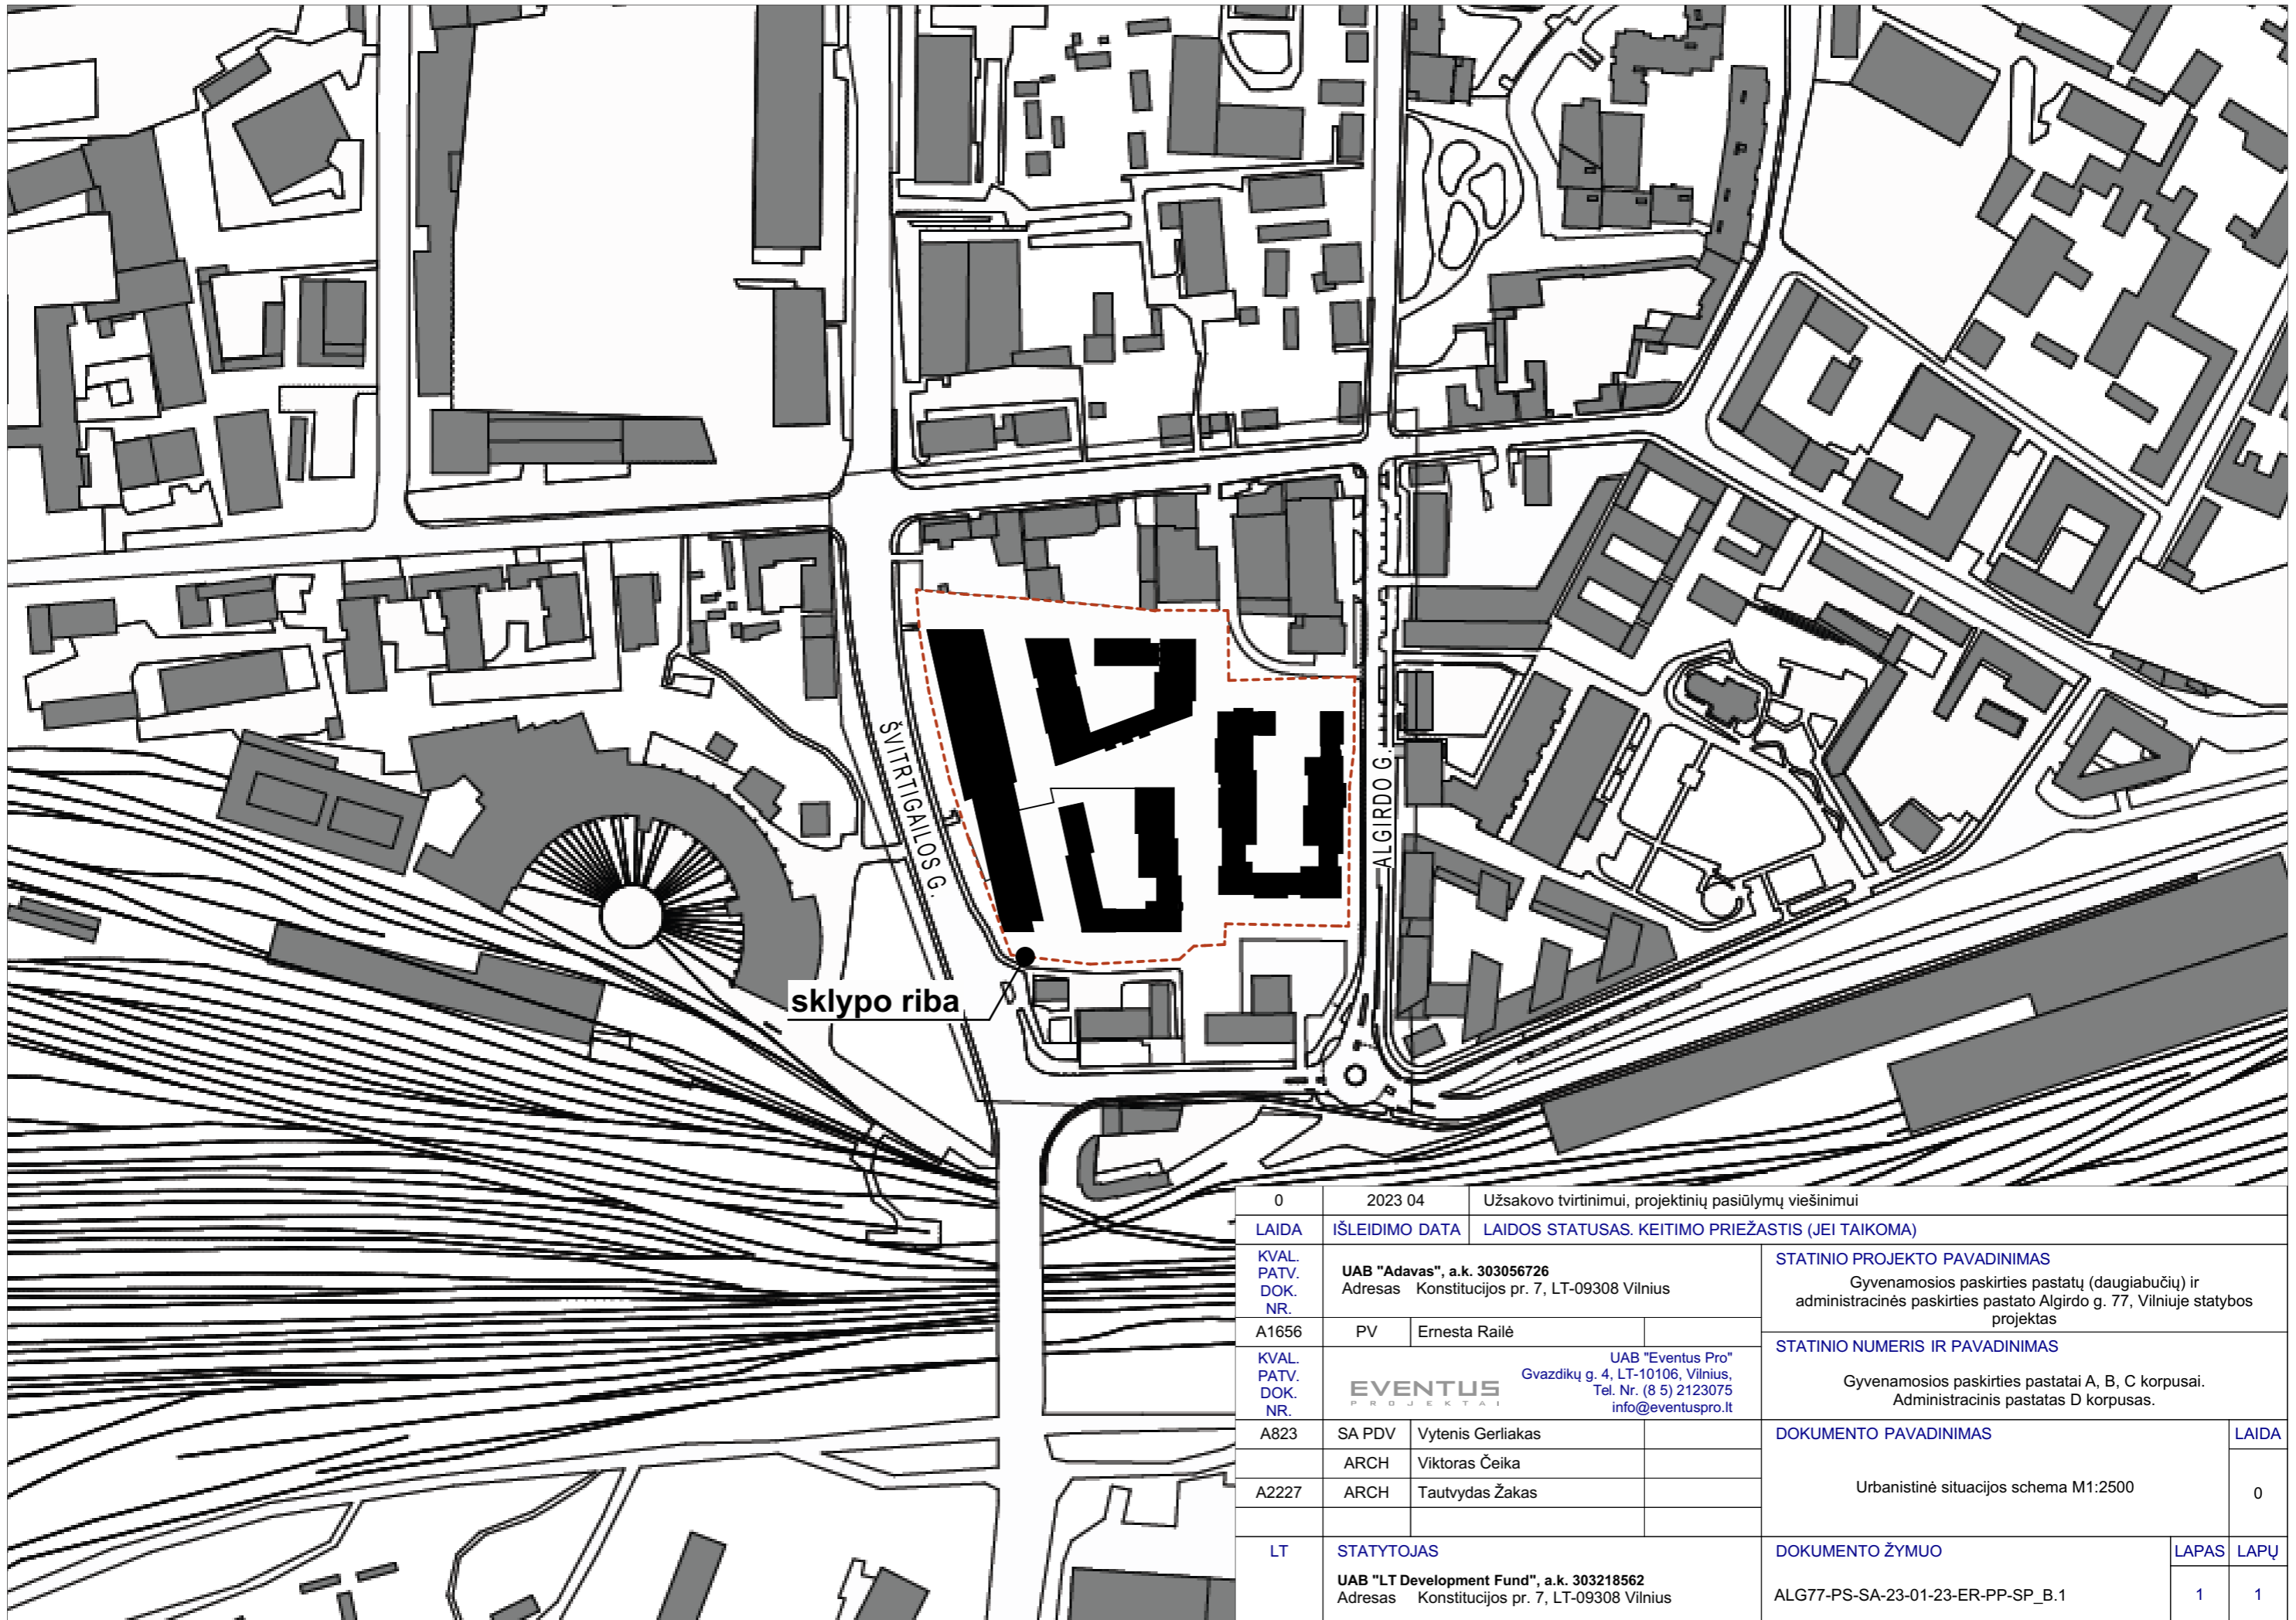 ŠVITRTIGAILOS G.
ALGIRDO G.
sklypo riba
0 2023 04 Užsakovo tvirtinimui, projektinių pasiūlymų viešinimui
LAIDA IŠLEIDIMO DATA LAIDOS STATUSAS. KEITIMO PRIEŽASTIS (JEI TAIKOMA)
KVAL.
PATV.
DOK.
NR.
UAB "Adavas", a.k. 303056726
Adresas Konstitucijos pr. 7, LT-09308 Vilnius
STATINIO PROJEKTO PAVADINIMAS
Gyvenamosios paskirties pastatų (daugiabučių) ir
administracinės paskirties pastato Algirdo g. 77, Vilniuje statybos
projektas
A1656 PV Ernesta Railė
STATINIO NUMERIS IR PAVADINIMAS
Gyvenamosios paskirties pastatai A, B, C korpusai.
Administracinis pastatas D korpusas.
KVAL.
PATV.
DOK.
NR.
EVENTUS
PROJEKTAI
UAB "Eventus Pro"
Gvazdikų g. 4, LT-10106, Vilnius,
Tel. Nr. (8 5) 2123075
info@eventuspro.lt
A823 SA PDV Vytenis Gerliakas
ARCH Viktoras Čeika
A2227 ARCH Tautvydas Žakas
DOKUMENTO PAVADINIMAS LAIDA
Urbanistinė situacijos schema M1:2500 0
LT STATYTOJAS
UAB "LT Development Fund", a.k. 303218562
Adresas Konstitucijos pr. 7, LT-09308 Vilnius
DOKUMENTO ŽYMUO LAPAS LAPŲ
ALG77-PS-SA-23-01-23-ER-PP-SP_B.1 1 1